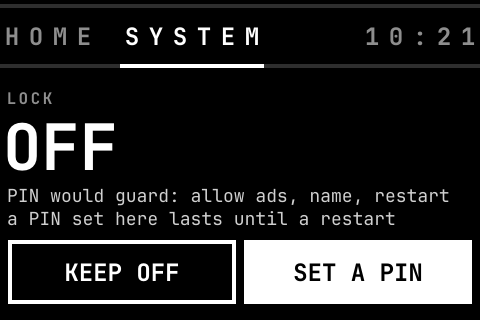 HOME SYSTEM 10:21
LOCK
OFF
PIN would guard: allow ads, name, restart
a PIN set here lasts until a restart
KEEP OFF SET A PIN